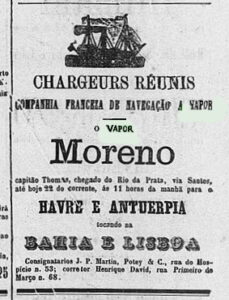 CHARGEURS RÉUNIS
COMPANHIA FRANCEZA DE NAVEGAÇÃO A VAPOR
O VAPOR
Moreno
capitão Thomas, chegado do Rio da Prata, via Santos,
até hoje 22 do corrente, ás 11 horas da manhã para o
HAVRE E ANTUERPIA
tocando na
BAHIA E LISBOA
Consignatarios J. P. Martin, Potey & C., rua do Hos-
picio n. 53; corretor Henrique David, rua Primeiro de
Março n. 68.